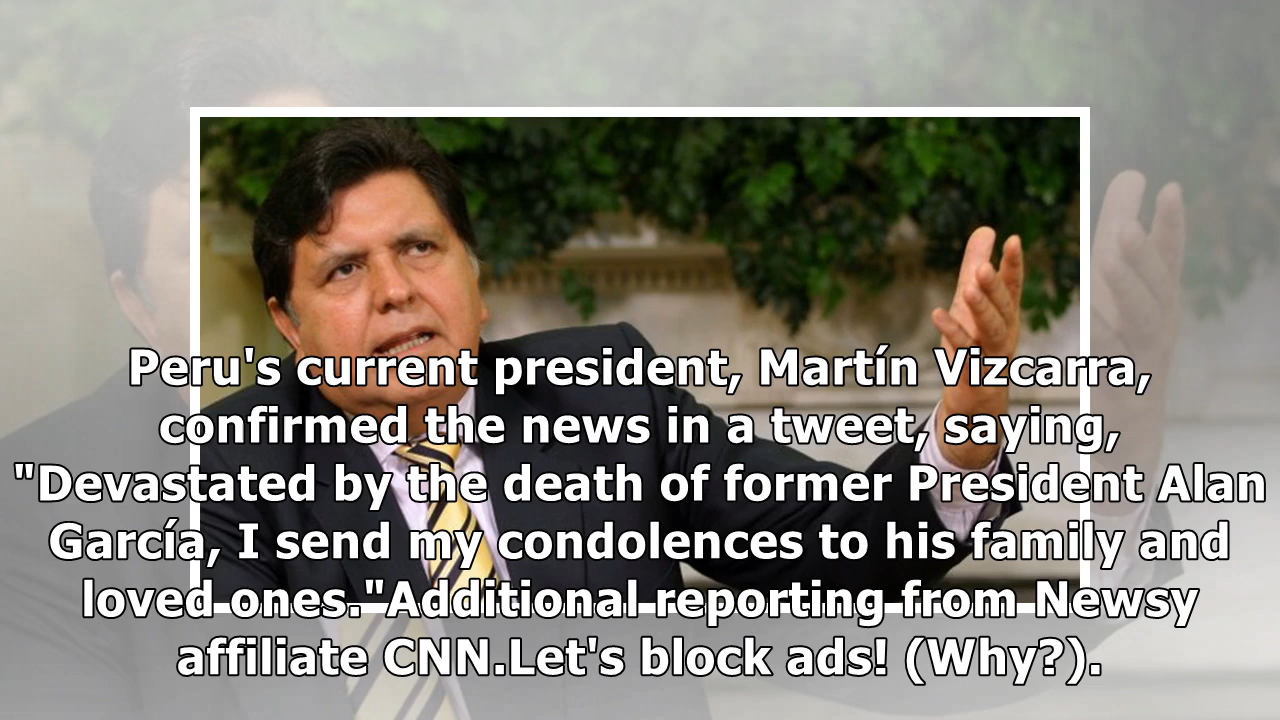 Peru's current president, Martín Vizcarra,
confirmed the news in a tweet, saying,
"Devastated by the death of former President Alan
García, I send my condolences to his family and
loved ones."Additional reporting from Newsy
affiliate CNN.Let's block ads! (Why?).